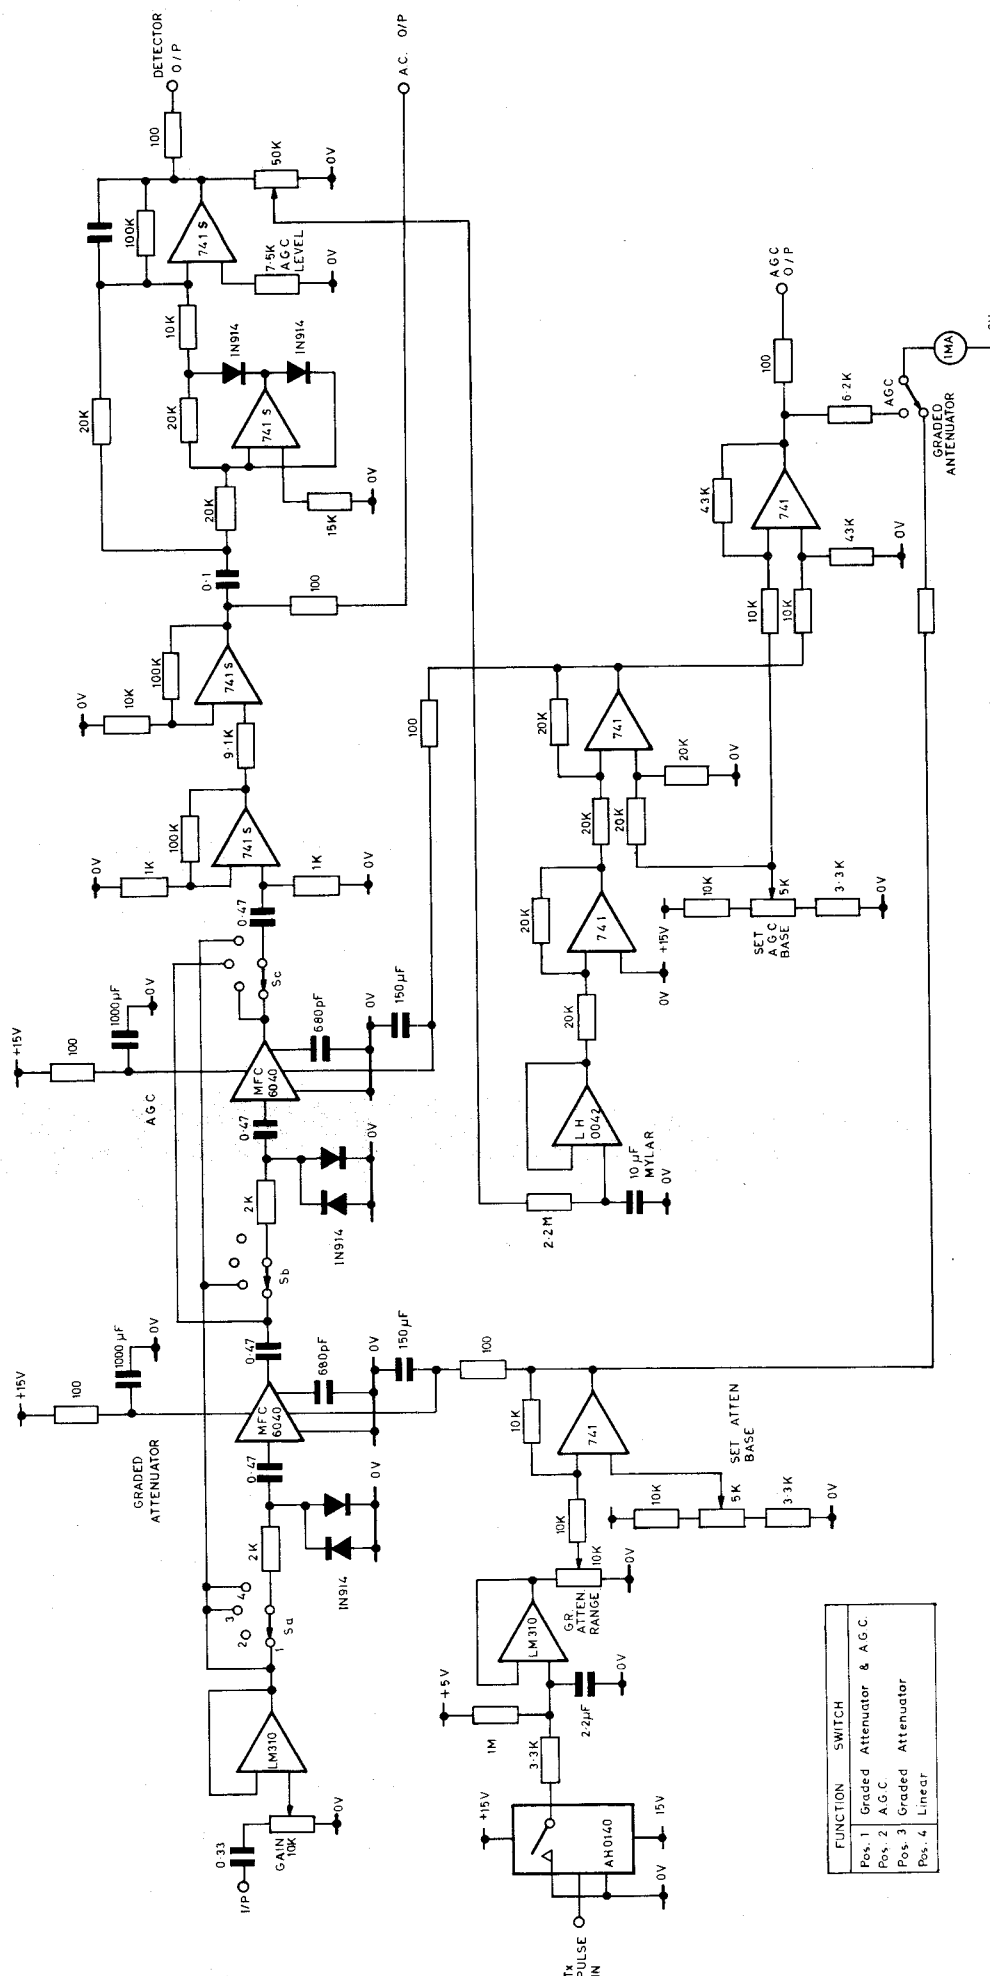 DETECTOR
O/P
A.C. O/P
100
100K
741 S
50K
0V
7·5K
AGC
LEVEL
0V
10K
IN914
IN914
20K
20K
741 S
20K
15K
0V
0·1
100
0V
10K
100K
741 S
9·1K
0V
1K
100K
741 S
1K
0V
0·47
Sc
+15V
100
1000µF
0V
AGC
MFC
6040
680pF
0V
150µF
0·47
2K
0V
IN914
Sb
+15V
100
1000µF
0V
GRADED
ATTENUATOR
0·47
MFC
6040
680pF
0V
150µF
0·47
2K
0V
IN914
4
3
2
1
Sa
LM310
0·33
I/P
GAIN
10K
0V
AGC
O/P
100
6·2K
AGC
GRADED
ANTENUATOR
1MA
43K
741
43K
0V
10K
10K
100
20K
741
20K
0V
20K
20K
20K
741
0V
+15V
10K
5K
3·3K
0V
SET
AGC
BASE
20K
LH
0042
2·2M
10µF
MYLAR
0V
100
10K
741
SET ATTEN
BASE
10K
5K
3·3K
0V
10K
10K
0V
GR.
ATTEN.
RANGE
LM310
+5V
1M
2·2µF
0V
3·3K
+15V
AH0140
15V
0V
Tx
PULSE
IN
FUNCTION SWITCH
Pos. 1 Graded Attenuator & A.G.C.
Pos. 2 A.G.C.
Pos. 3 Graded Attenuator
Pos. 4 Linear